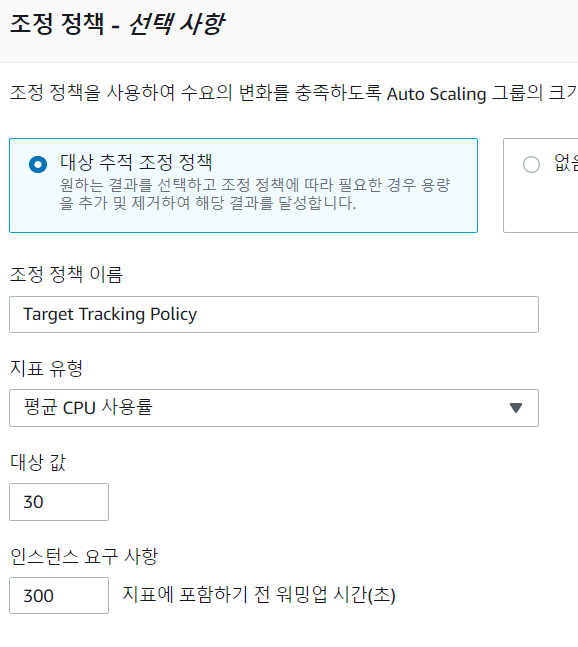 조정 정책 - 선택 사항
조정 정책을 사용하여 수요의 변화를 충족하도록 Auto Scaling 그룹의 크기
대상 추적 조정 정책
없음
원하는 결과를 선택하고 조정 정책에 따라 필요한 경우 용량
을 추가 및 제거하여 해당 결과를 달성합니다.
조정 정책 이름
Target Tracking Policy
지표 유형
평균 CPU 사용률
대상 값
30
인스턴스 요구 사항
300 지표에 포함하기 전 워밍업 시간(초)